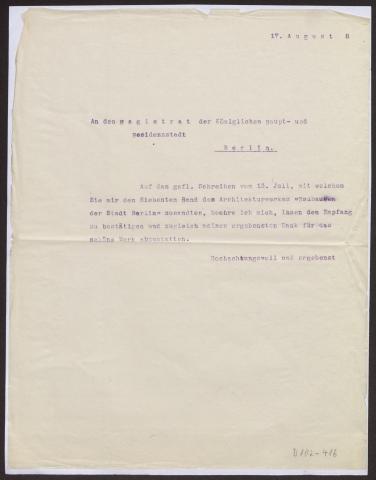 17. August 8
An den Magistrat der Königlichen Haupt- und
Residenzstadt
Berlin.
Auf das gefl. Schreiben vom 15. Juli, mit welchem
Sie mir den Siebenten Band des Architekturwerkes »Neubauten
der Stadt Berlin« zusandten, beehre ich mich, Ihnen den Empfang
zu bestätigen und zugleich meinen ergebensten Dank für das
schöne Werk abzustatten.
Hochachtungsvoll und ergebenst